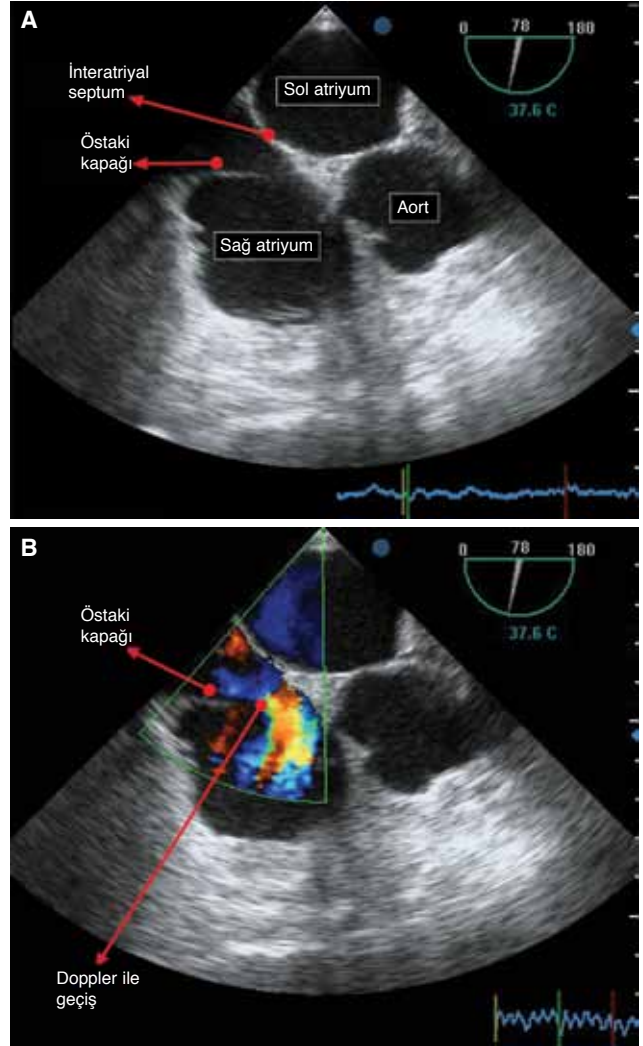 A
İnteratriyal
septum
Östaki
kapağı
Sol atriyum
Aort
Sağ atriyum
0 78 180
37.6 C
B
Östaki
kapağı
0 78 180
37.6 C
Doppler ile
geçiş